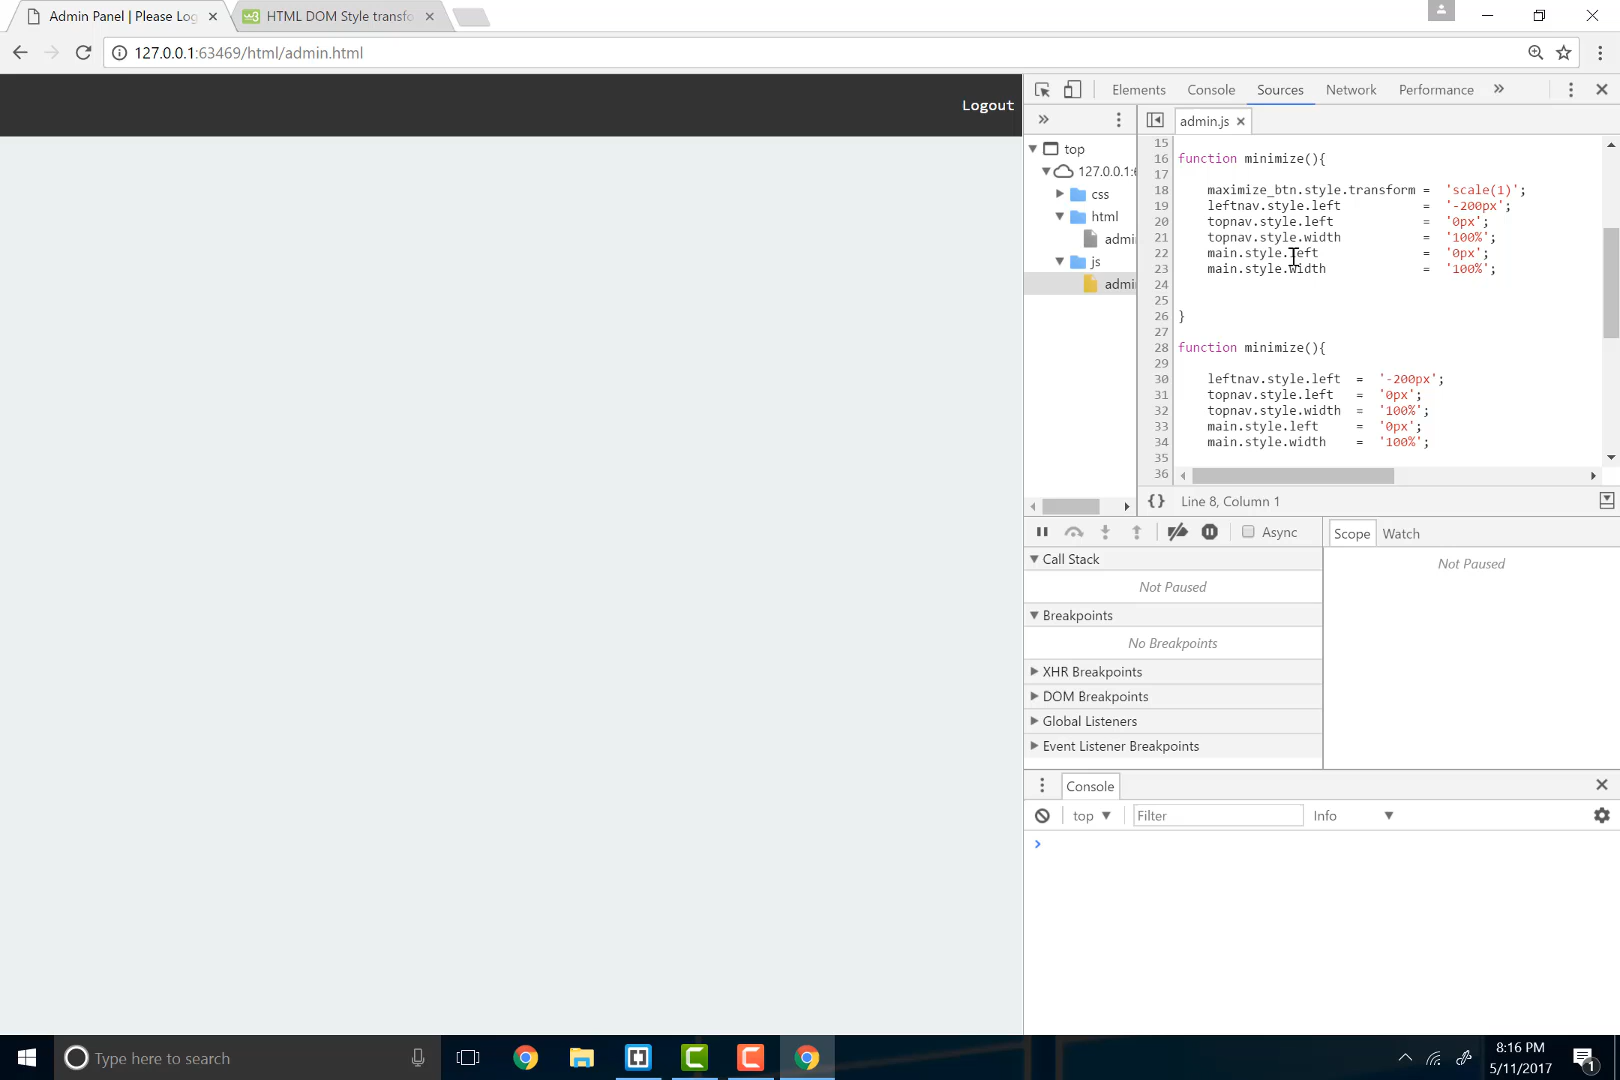 Admin Panel | Please Log
HTML DOM Style transfo
127.0.0.1:63469/html/admin.html
Logout
Elements Console Sources Network Performance »
» admin.js
top
127.0.0.1:6
css
html
admi
js
admi
15
16 function minimize(){
17
18 maximize_btn.style.transform = 'scale(1)';
19 leftnav.style.left = '-200px';
20 topnav.style.left = '0px';
21 topnav.style.width = '100%';
22 main.style.left = '0px';
23 main.style.width = '100%';
24
25
26 }
27
28 function minimize(){
29
30 leftnav.style.left = '-200px';
31 topnav.style.left = '0px';
32 topnav.style.width = '100%';
33 main.style.left = '0px';
34 main.style.width = '100%';
35
36
{} Line 8, Column 1
Async
Scope Watch
Call Stack
Not Paused
Not Paused
Breakpoints
No Breakpoints
XHR Breakpoints
DOM Breakpoints
Global Listeners
Event Listener Breakpoints
Console
top Filter Info
>
Type here to search
8:16 PM
5/11/2017
1